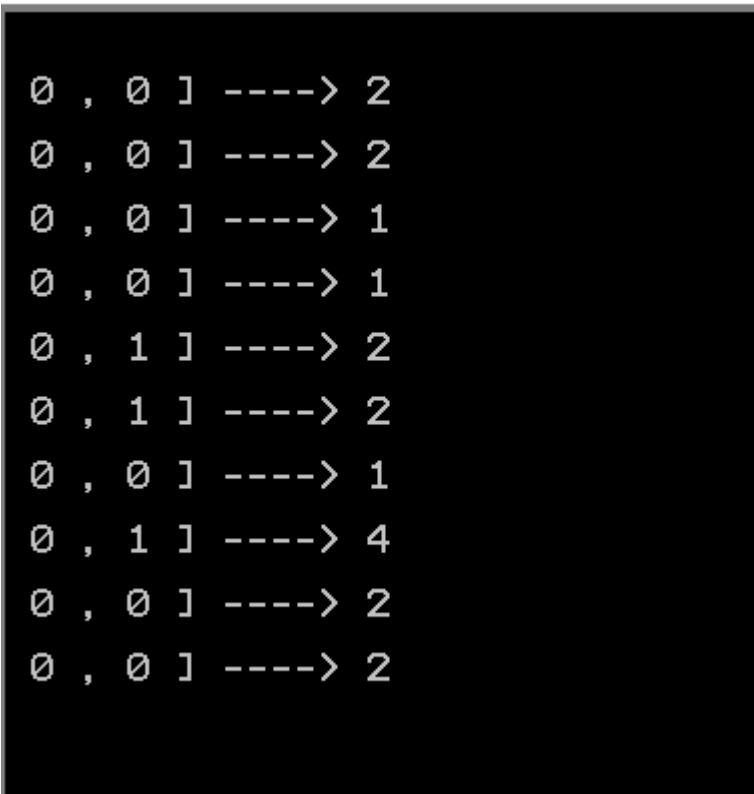 0 , 0 ] ----> 2
0 , 0 ] ----> 2
0 , 0 ] ----> 1
0 , 0 ] ----> 1
0 , 1 ] ----> 2
0 , 1 ] ----> 2
0 , 0 ] ----> 1
0 , 1 ] ----> 4
0 , 0 ] ----> 2
0 , 0 ] ----> 2